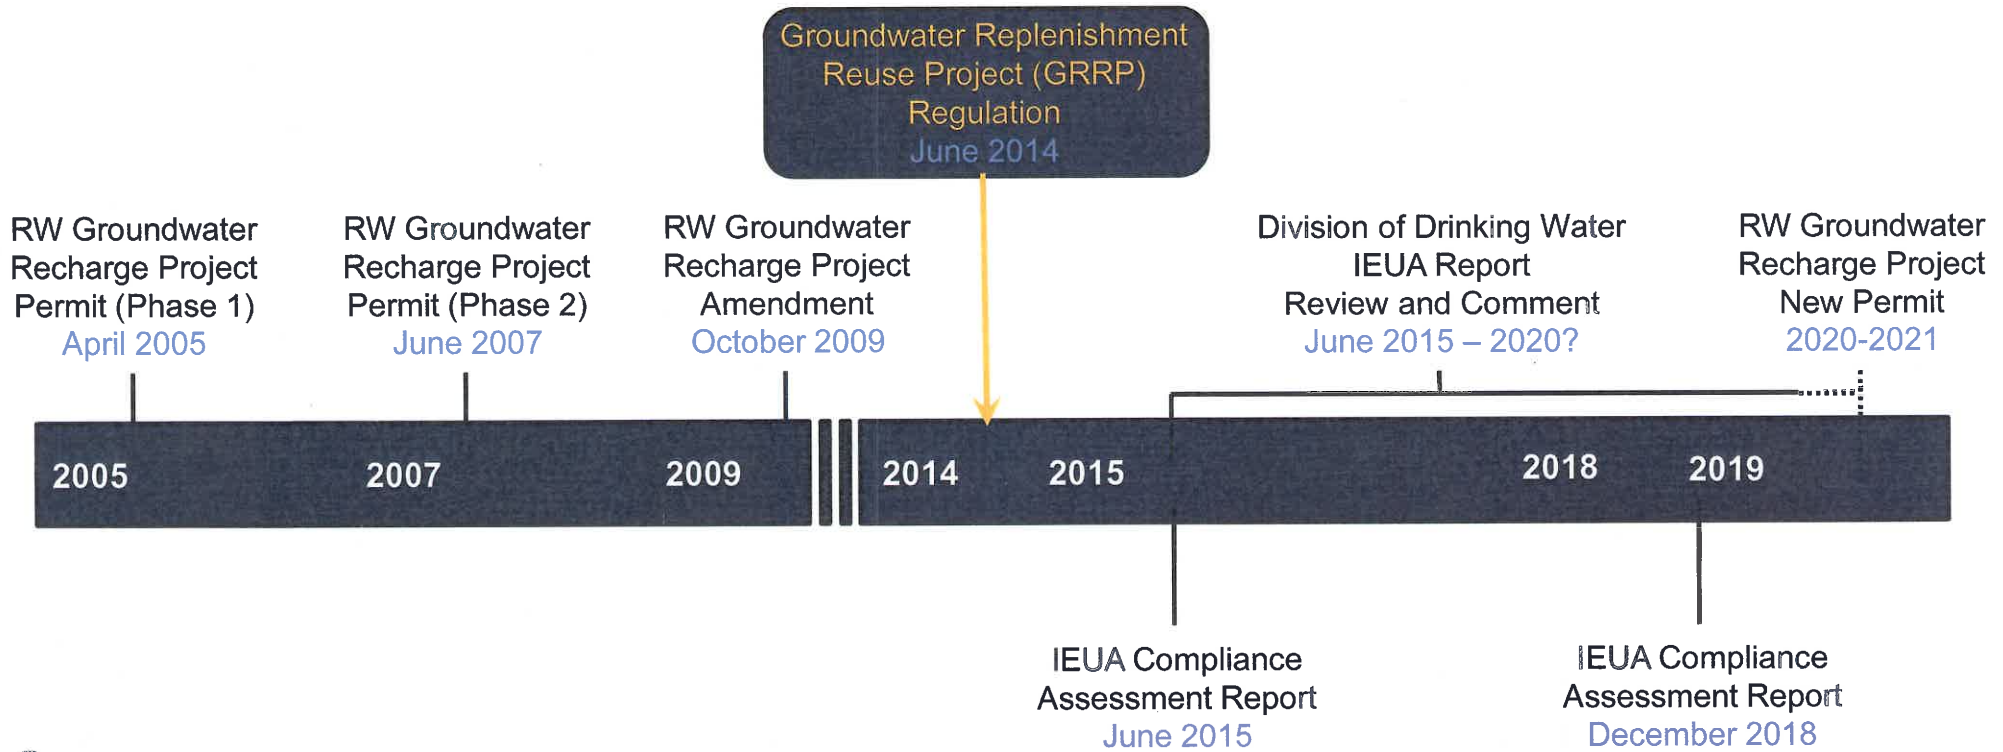 Groundwater Replenishment
Reuse Project (GRRP)
Regulation
June 2014
RW Groundwater
Recharge Project
Permit (Phase 1)
April 2005
RW Groundwater
Recharge Project
Permit (Phase 2)
June 2007
RW Groundwater
Recharge Project
Amendment
October 2009
Division of Drinking Water
IEUA Report
Review and Comment
June 2015 – 2020?
RW Groundwater
Recharge Project
New Permit
2020-2021
2005
2007
2009
2014
2015
2018
2019
IEUA Compliance
Assessment Report
June 2015
IEUA Compliance
Assessment Report
December 2018